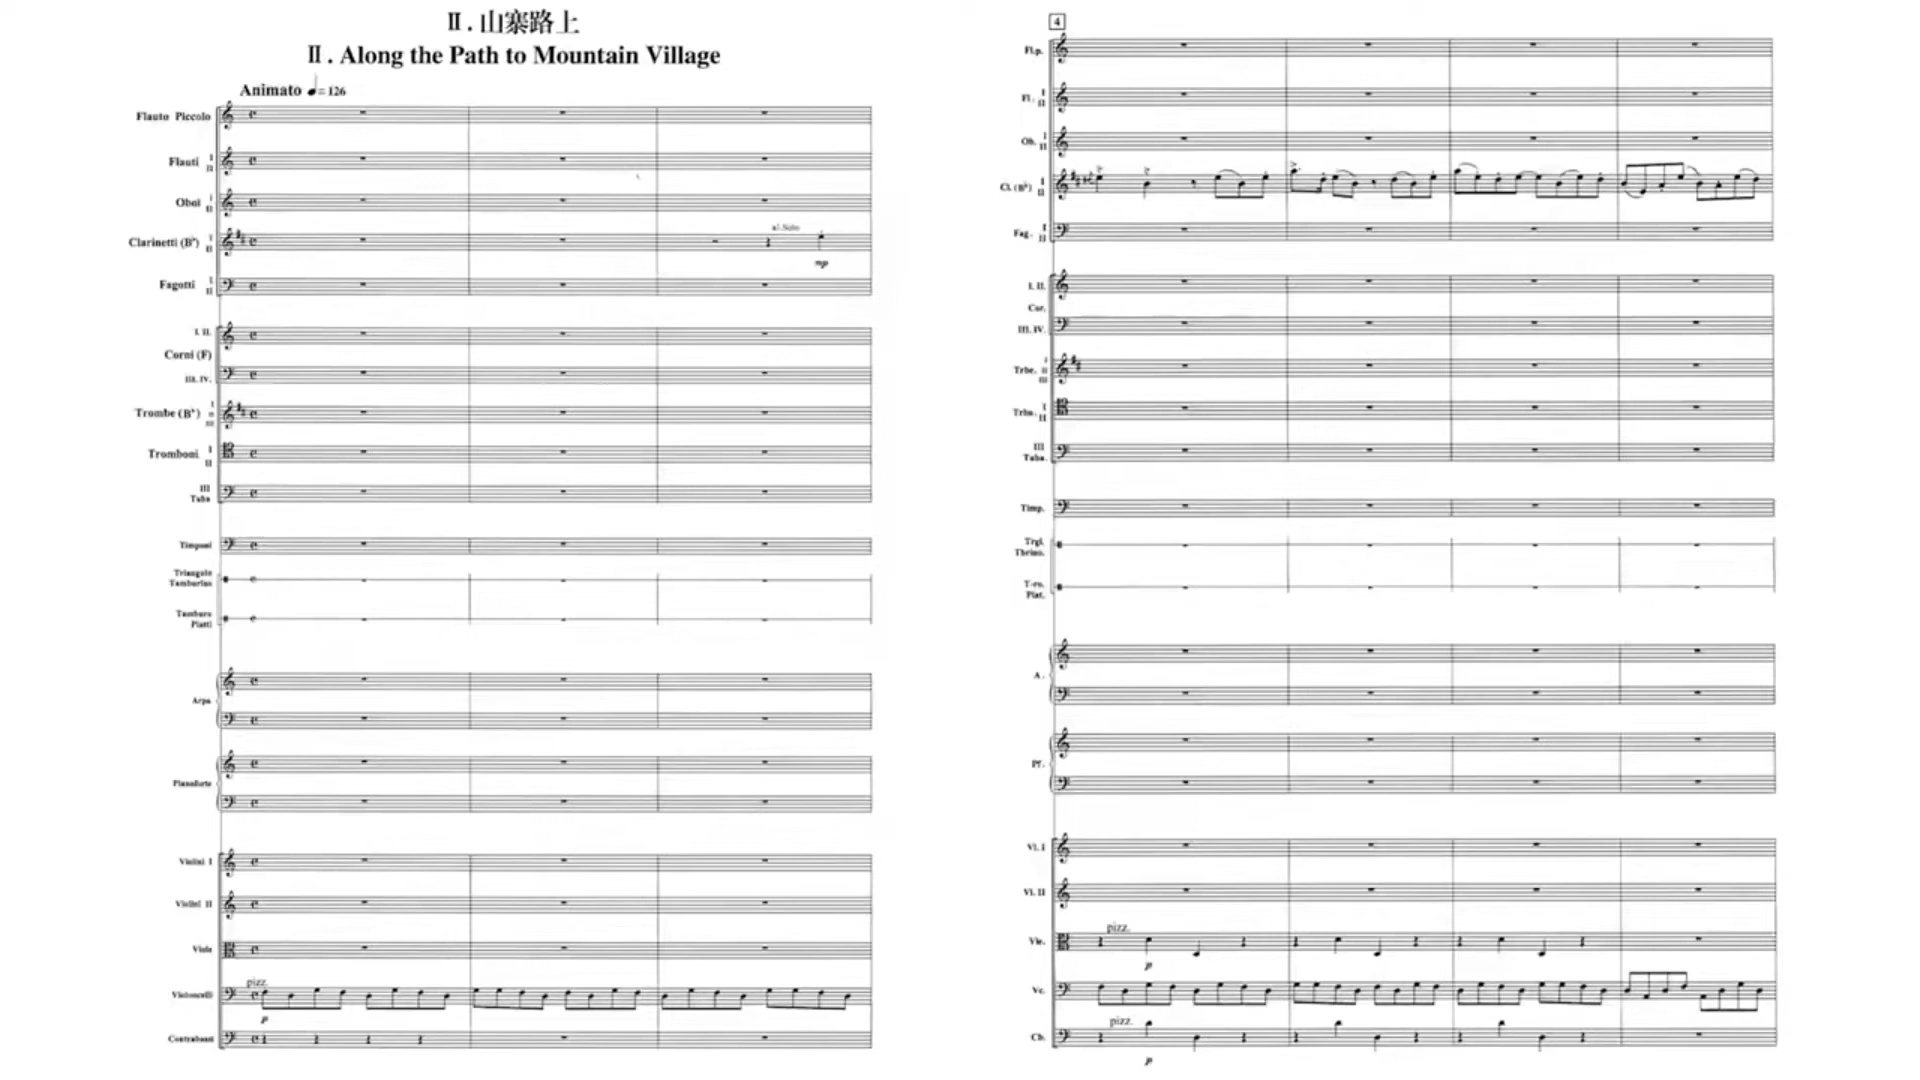 Ⅱ. 山寨路上
Ⅱ. Along the Path to Mountain Village
Animato ♩= 126
Flauto Piccolo
Flauti I II
Oboi I II
a1.Solo
Clarinetti (B♭) I II
mp
Fagotti I II
I. II.
Corni (F)
III. IV.
Trombe (B♭) I II III
Tromboni I II
III
Tuba
Timpani
Triangolo
Tamburino
Tamburo
Piatti
Arpa
Pianoforte
Violini I
Violini II
Viole
pizz.
Violoncelli
p
Contrabassi
4
Fl.p.
Fl. I II
Ob. I II
Cl. (B♭) I II
Fag. I II
I. II.
Cor.
III. IV.
Trbe. I II III
Trbn. I II
III
Tuba.
Timp.
Trgl.
Tbrino.
T-ro.
Piat.
A.
Pf.
Vl. I
Vl. II
pizz.
Vle.
p
Vc.
pizz.
Cb.
p